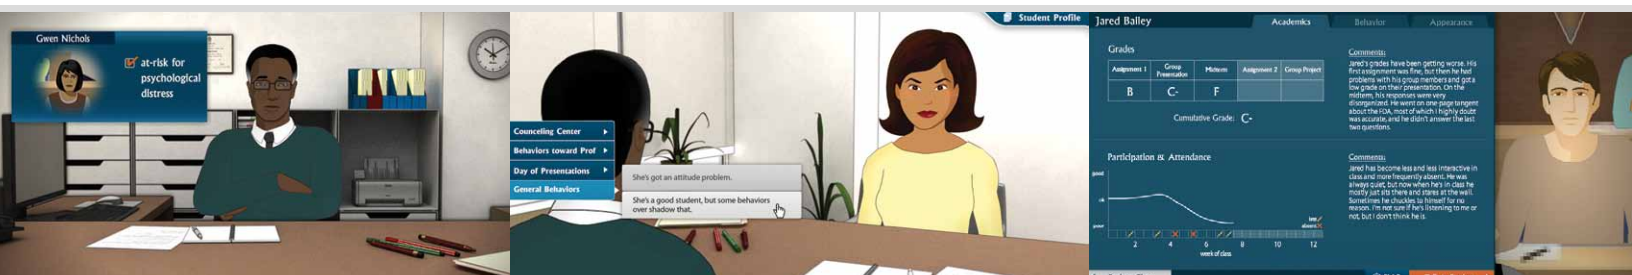 Gwen Nichols
at-risk for
psychological
distress
Student Profile
Counceling Center
Behaviors toward Prof
Day of Presentations
General Behaviors
She's got an attitude problem.
She's a good student, but some behaviors
over shadow that.
Jared Balley
Academics
Behavior
Appearance
Grades
Assignment 1
Group
Presentation
Midterm
Assignment 2
Group Project
B
C-
F
Cumulative Grade: C-
Comments:
Jared's grades have been getting worse. His
first assignment was fine, but then he had
problems with his group members and got a
low grade on their presentation. On the
midterm, his responses were very
disorganized. He went on one-page tangent
about the FDA, most of which I highly doubt
was accurate, and he didn't answer the last
two questions.
Participation & Attendance
good
ok
poor
late
absent
2 4 6 8 10 12
week of class
Comments:
Jared has become less and less interactive in
class and more frequently absent. He was
always quiet, but now when he's in class he
mostly just sits there and stares at the wall.
Sometimes he chuckles to himself for no
reason. I'm not sure if he's listening to me or
not, but I don't think he is.